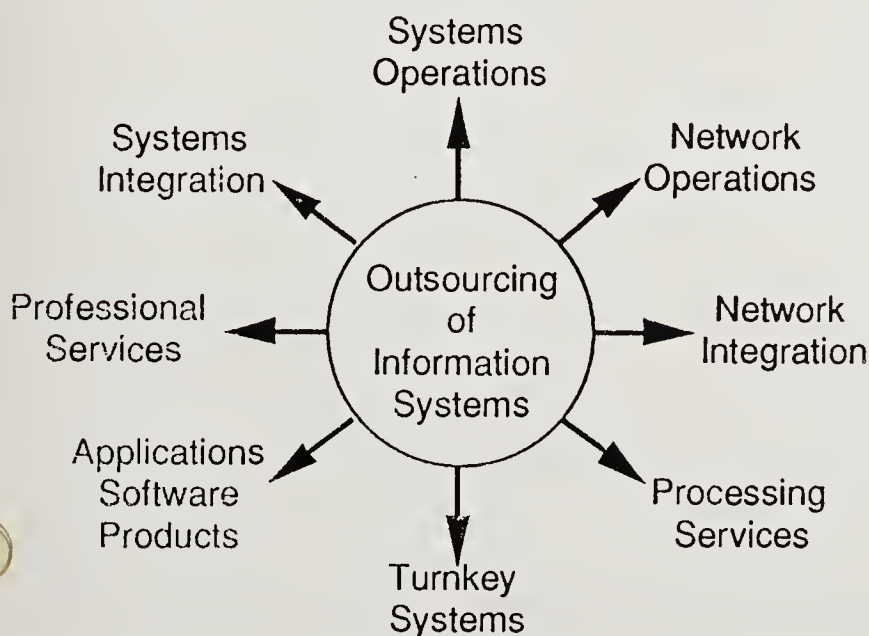 Systems
Operations
Systems
Integration
Network
Operations
Outsourcing
of
Information
Systems
Professional
Services
Network
Integration
Applications
Software
Products
Processing
Services
Turnkey
Systems